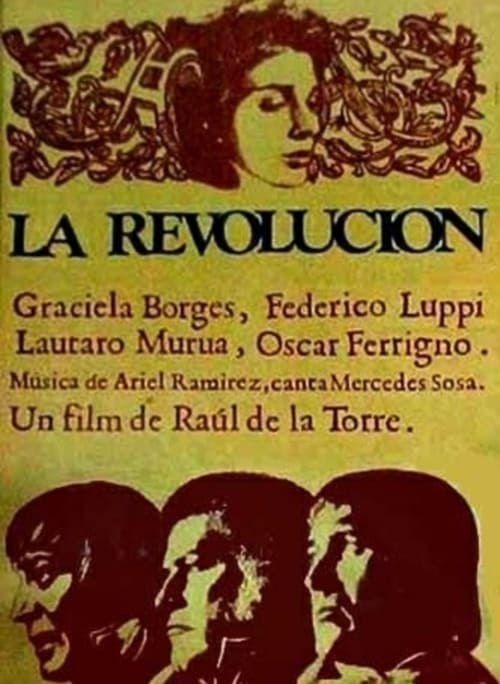 LA REVOLUCION
Graciela Borges, Federico Luppi
Lautaro Murua, Oscar Ferrigno.
Música de Ariel Ramirez, canta Mercedes Sosa.
Un film de Raúl de la Torre.